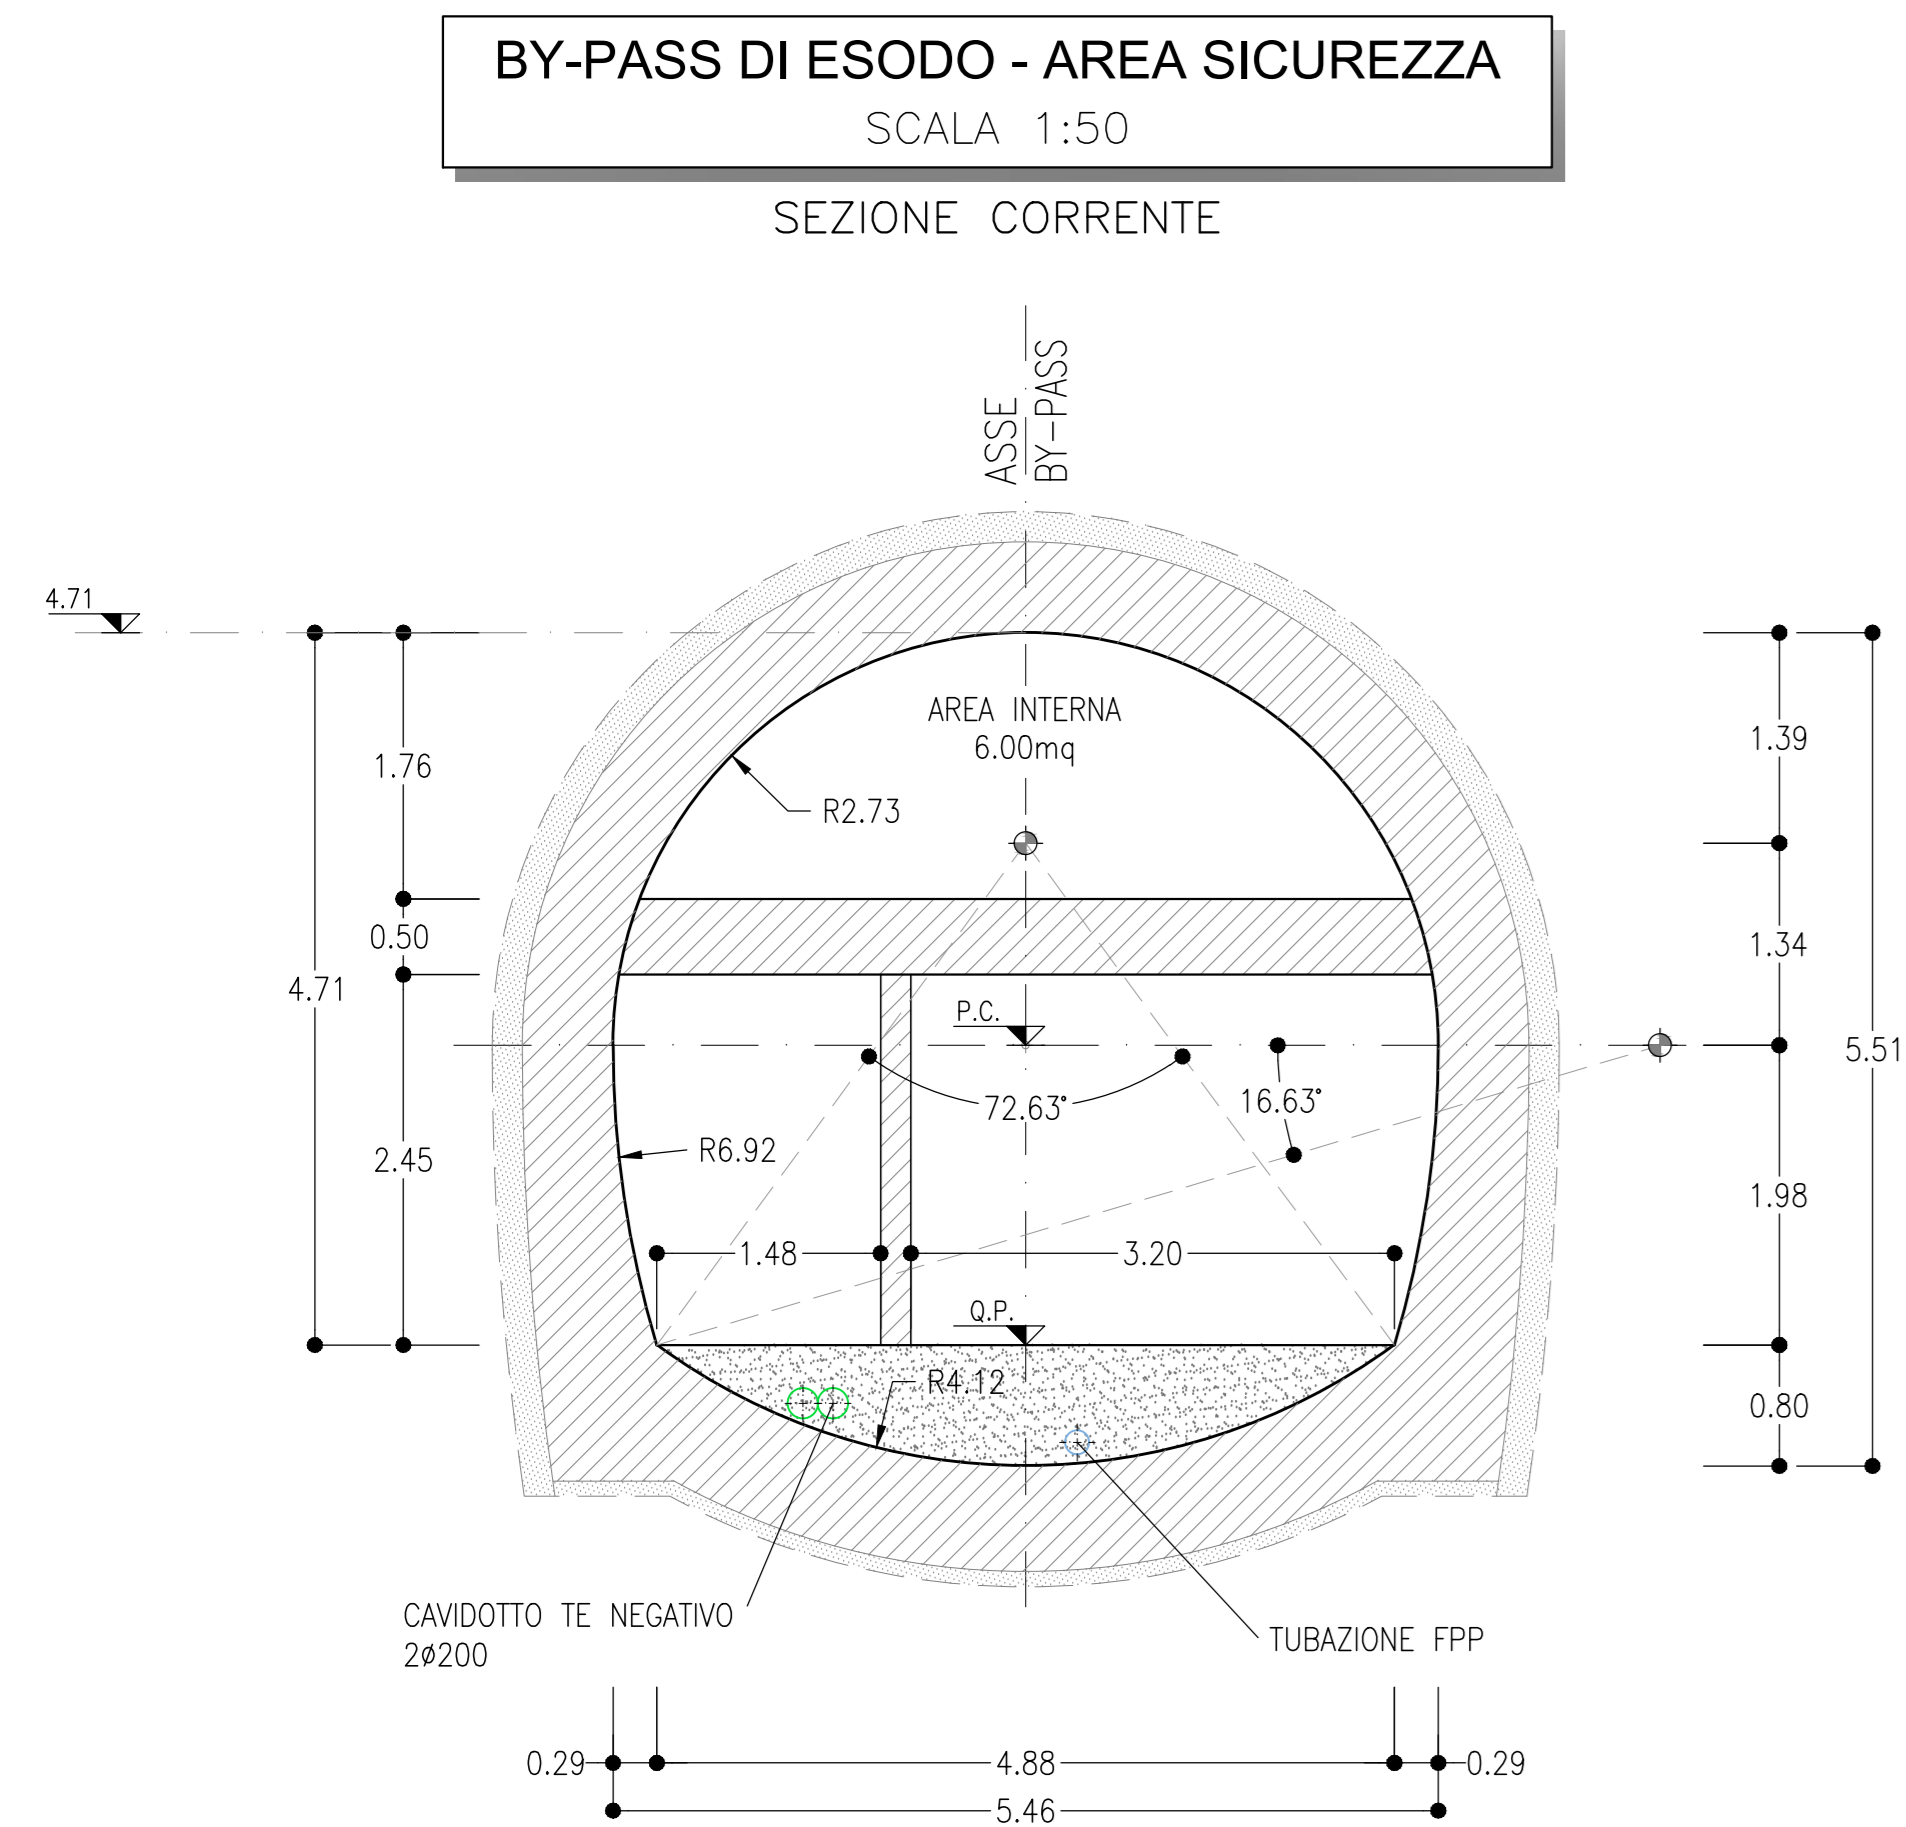 BY-PASS DI ESODO - AREA SICUREZZA
SCALA 1:50
SEZIONE CORRENTE
ASSE
BY-PASS
4.71
AREA INTERNA
6.00mq
1.76
1.39
R2.73
0.50
1.34
4.71
P.C.
5.51
72.63°
16.63°
R6.92
2.45
1.98
1.48
3.20
Q.P.
R4.12
0.80
CAVIDOTTO TE NEGATIVO
2ø200
TUBAZIONE FPP
0.29
4.88
0.29
5.46